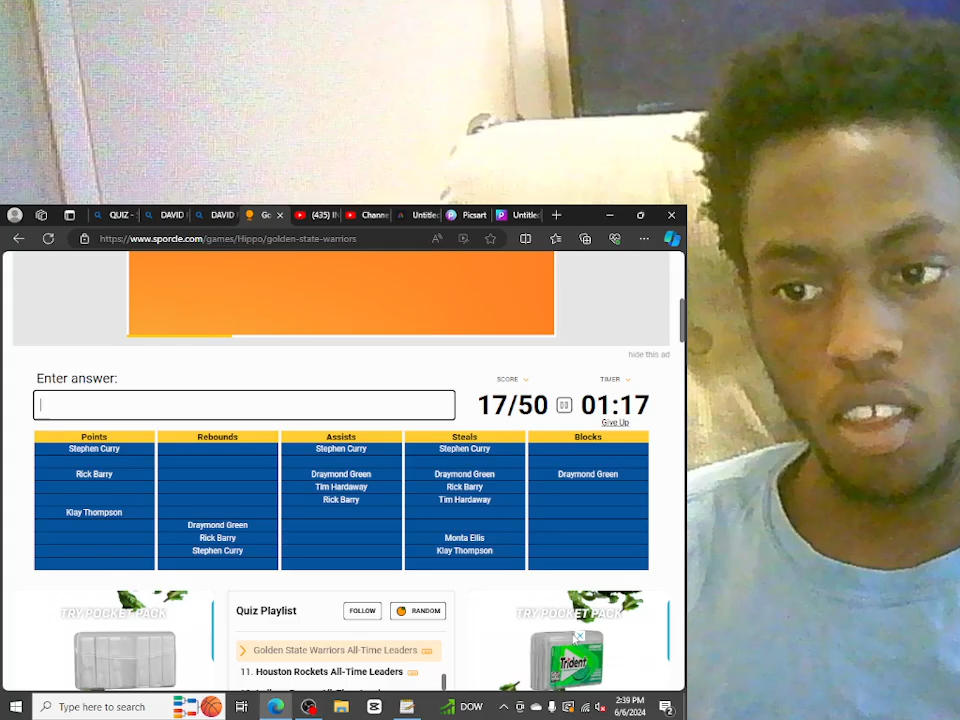 QUIZ -
DAVID
DAVID
Go
(435) I
Channe
Untitle
Picsart
Untitle
https://www.sporcle.com/games/Hippo/golden-state-warriors
hide this ad
Enter answer:
SCORE
TIMER
17/50
01:17
Give Up
Points Rebounds Assists Steals Blocks
Stephen Curry Stephen Curry Stephen Curry
Rick Barry Draymond Green Draymond Green Draymond Green
Tim Hardaway Rick Barry
Rick Barry Tim Hardaway
Klay Thompson
Draymond Green
Rick Barry Monta Ellis
Stephen Curry Klay Thompson
TRY POCKET PACK
Quiz Playlist
FOLLOW
RANDOM
Golden State Warriors All-Time Leaders
11. Houston Rockets All-Time Leaders
TRY POCKET PACK
Trident
Type here to search
DOW
2:39 PM
6/6/2024
2